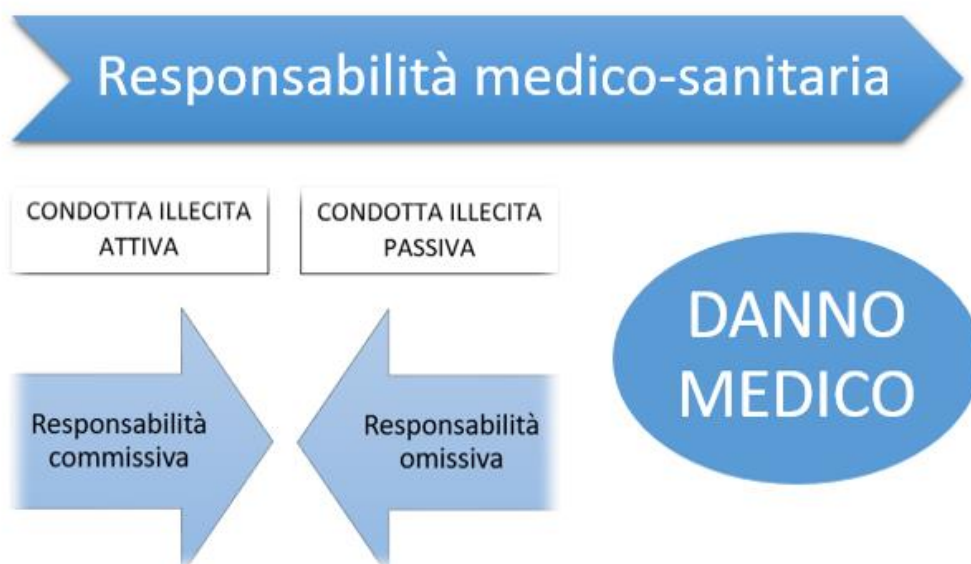 Responsabilità medico-sanitaria
CONDOTTA ILLECITA
ATTIVA
CONDOTTA ILLECITA
PASSIVA
Responsabilità
commissiva
Responsabilità
omissiva
DANNO
MEDICO